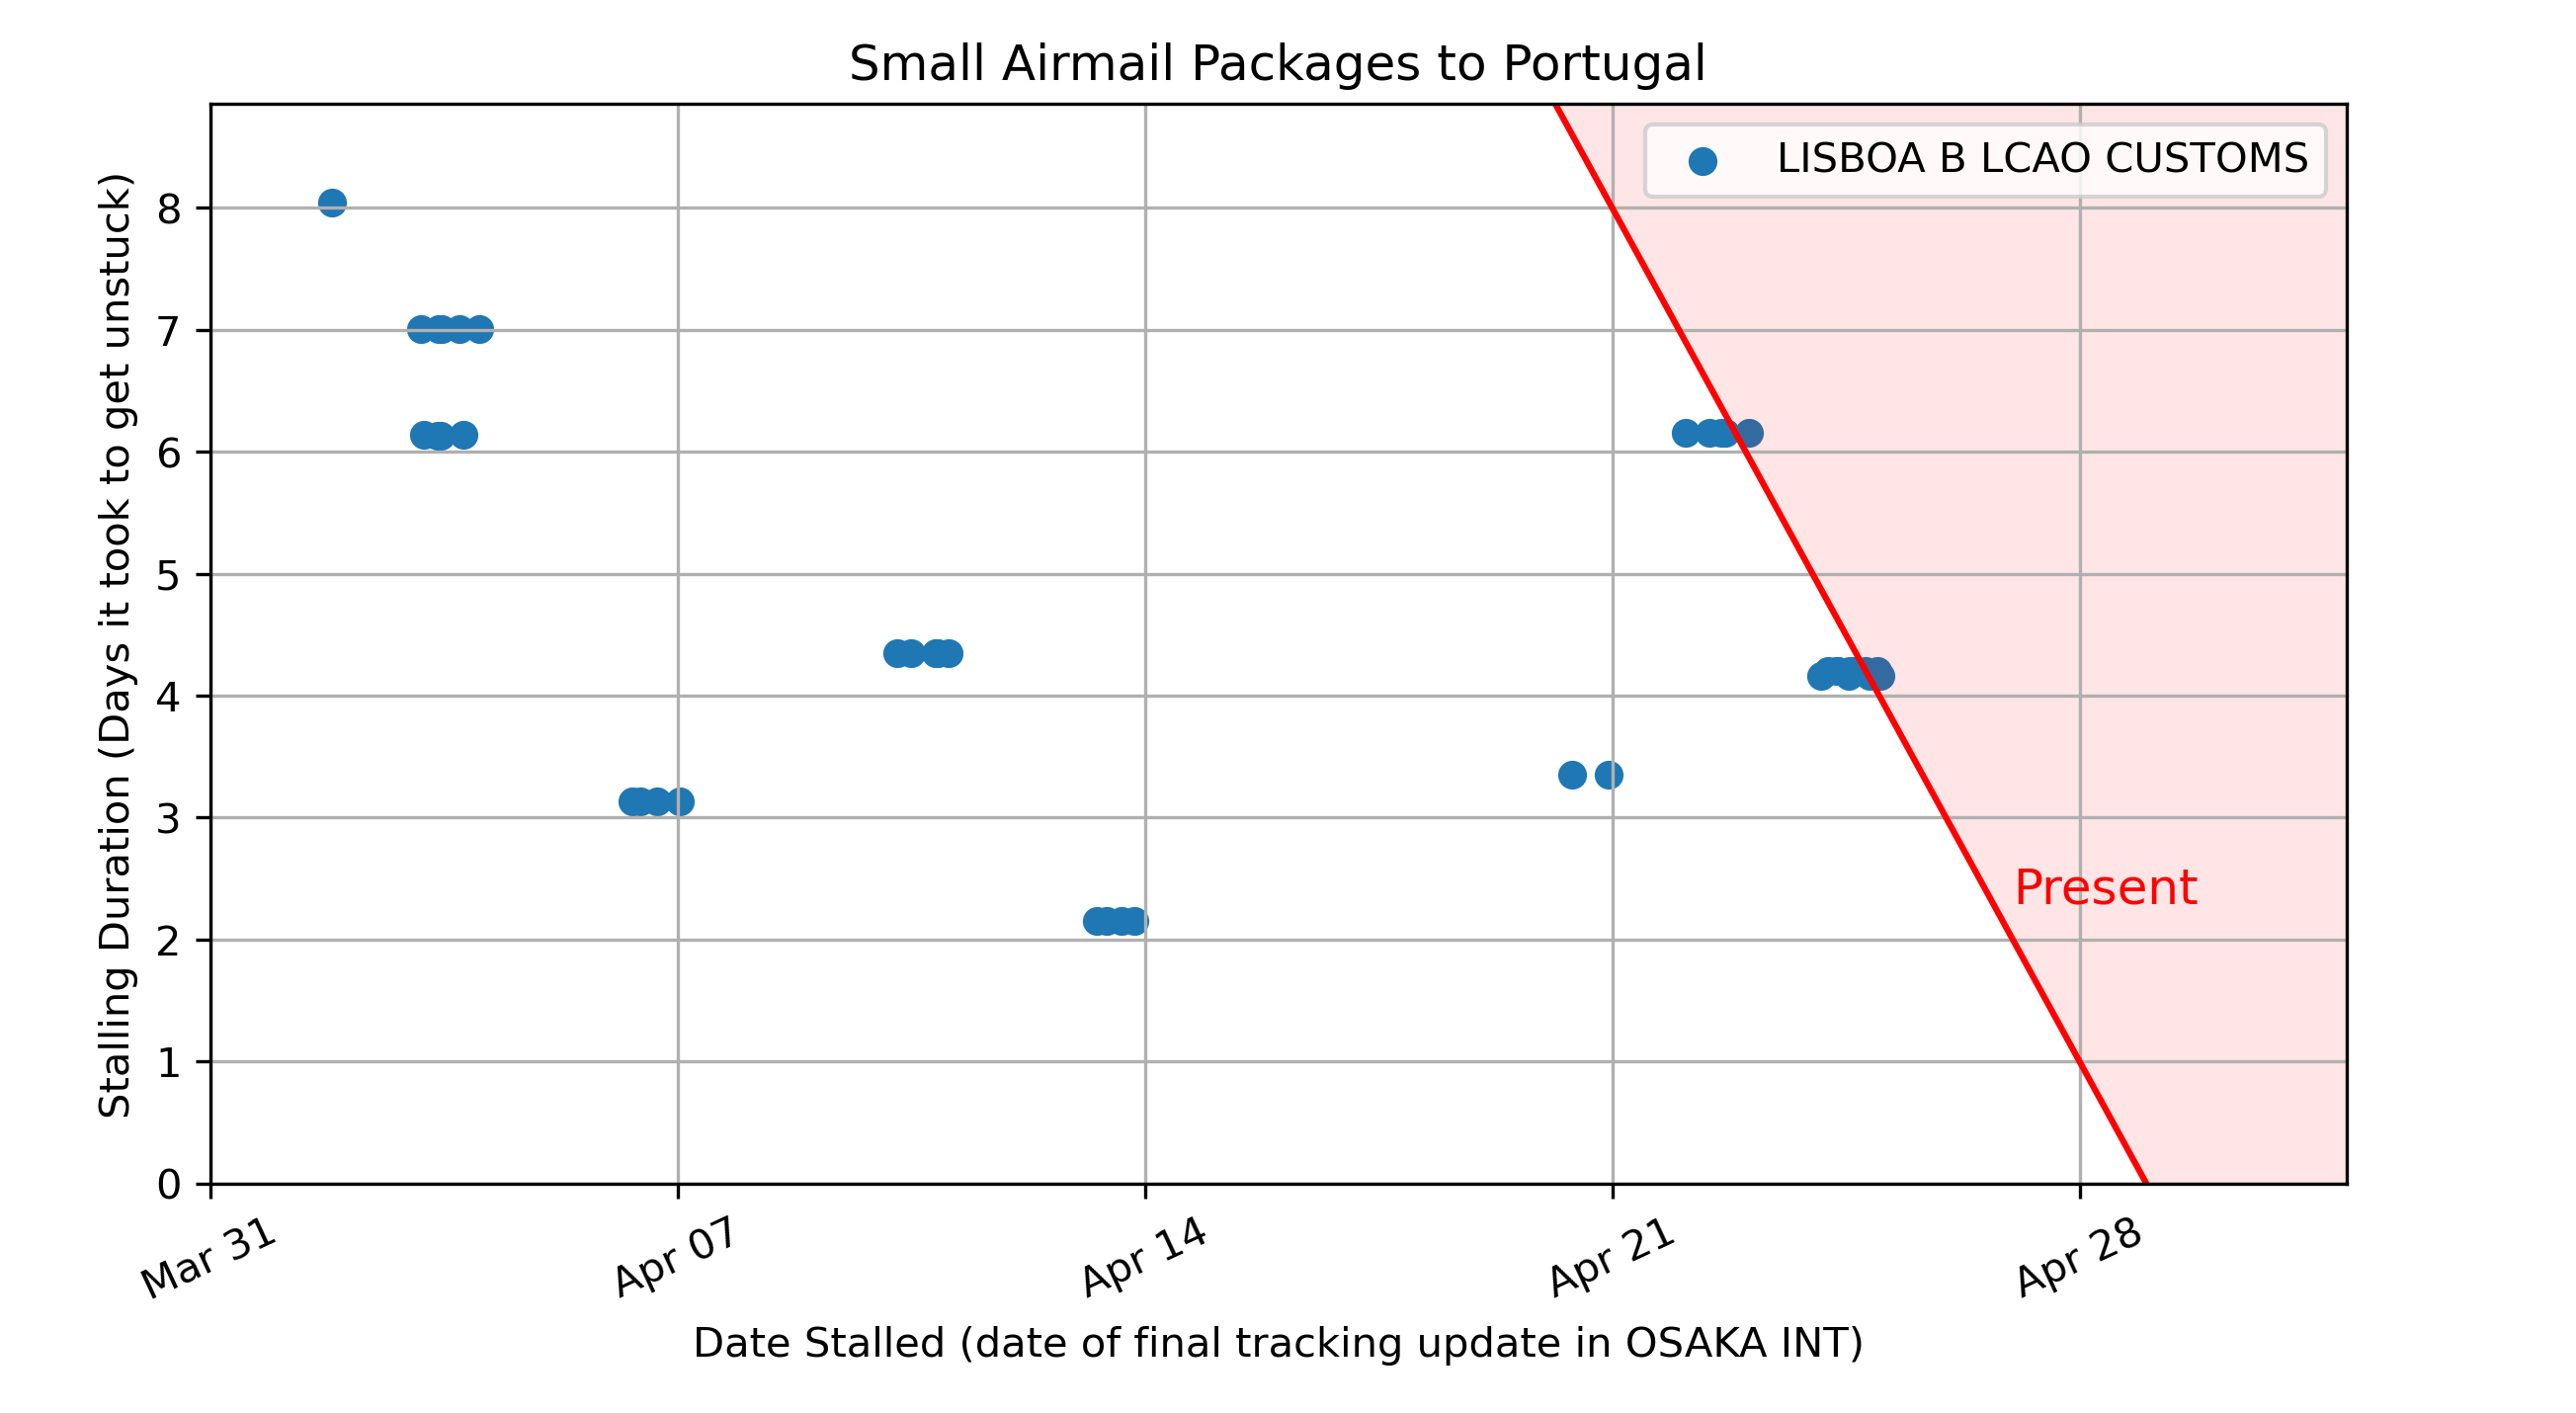 Small Airmail Packages to Portugal
LISBOA B LCAO CUSTOMS
Stalling Duration (Days it took to get unstuck)
8
7
6
5
4
3
2
1
0
Present
Mar 31
Apr 07
Apr 14
Apr 21
Apr 28
Date Stalled (date of final tracking update in OSAKA INT)